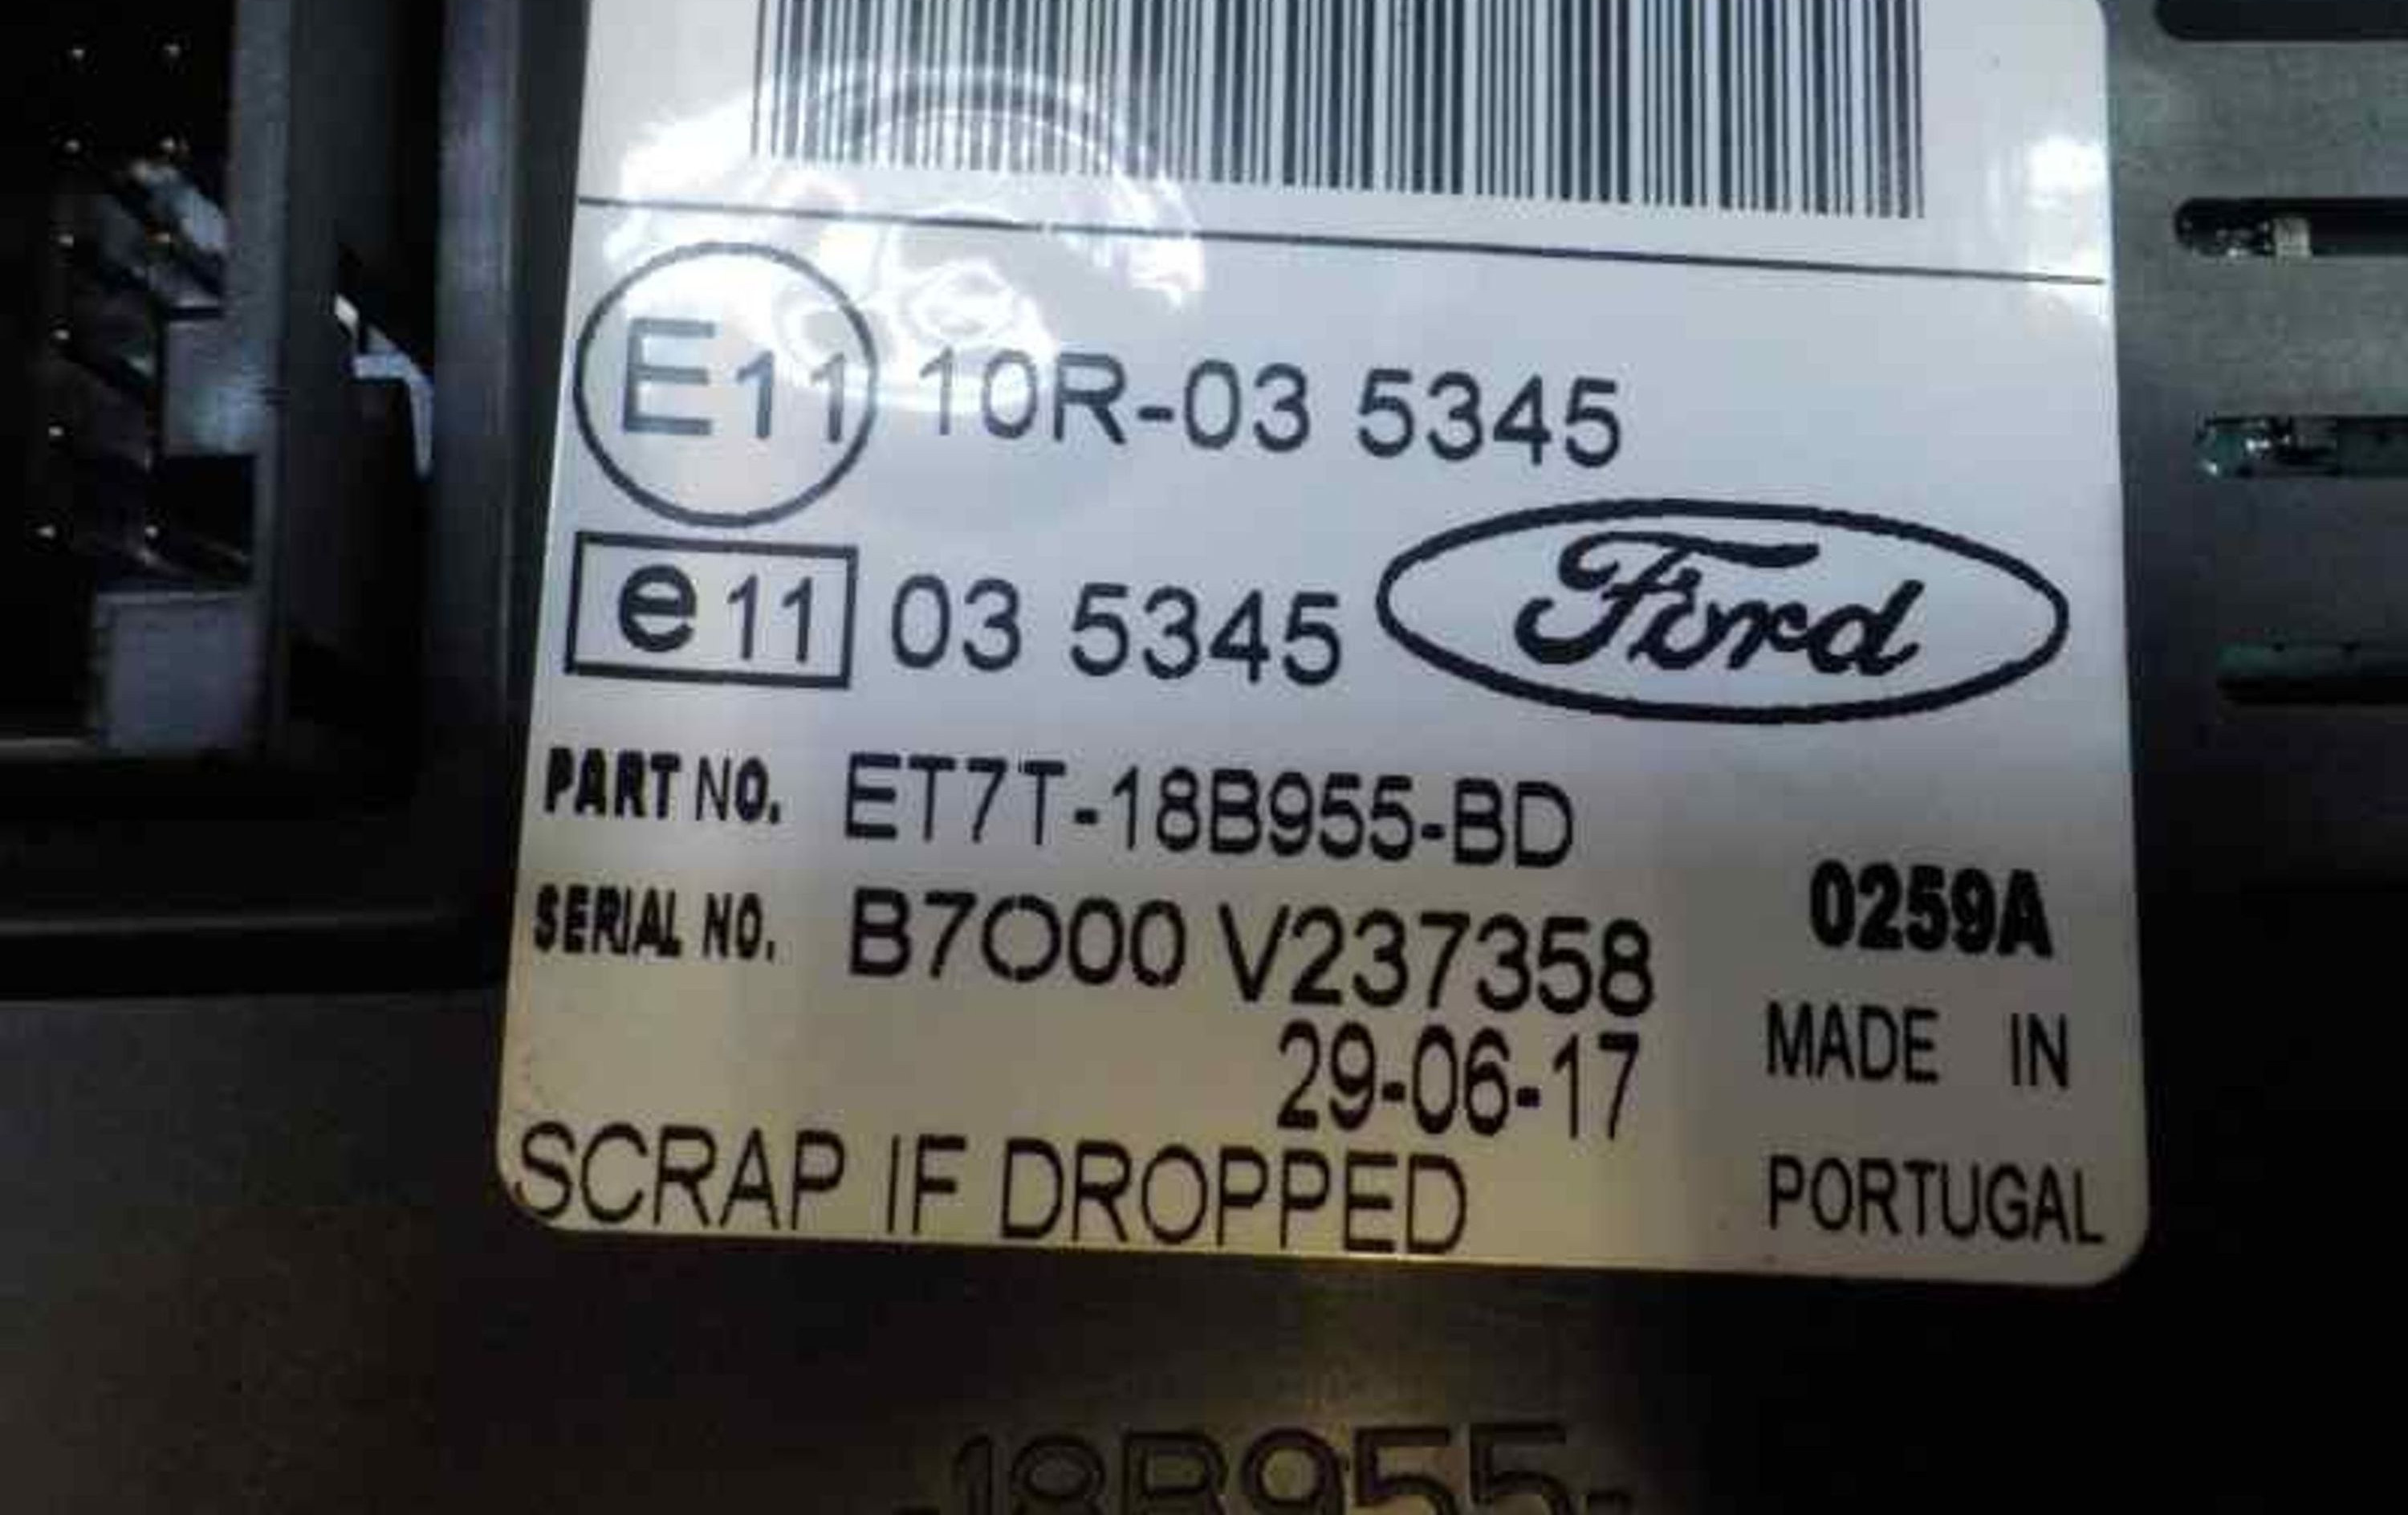 E11 10R-03 5345
e11 03 5345 Ford
PART NO. ET7T-18B955-BD
SERIAL NO. B7O00 V237358 0259A
29-06-17 MADE IN
SCRAP IF DROPPED PORTUGAL
-18B955-